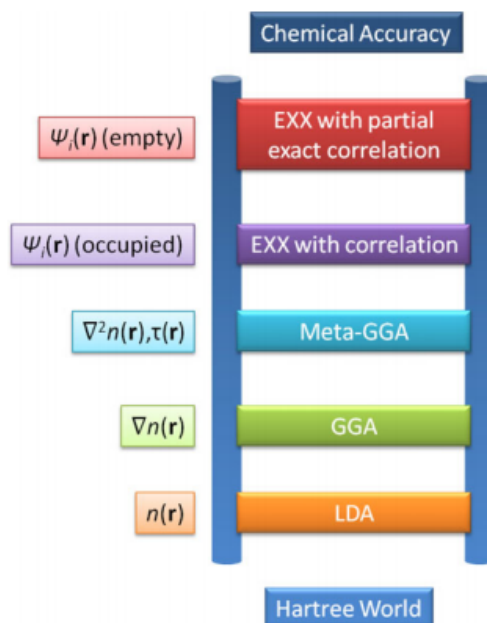 Chemical Accuracy
Ψᵢ(r) (empty)
EXX with partial
exact correlation
Ψᵢ(r) (occupied)
EXX with correlation
∇²n(r),τ(r)
Meta-GGA
∇n(r)
GGA
n(r)
LDA
Hartree World